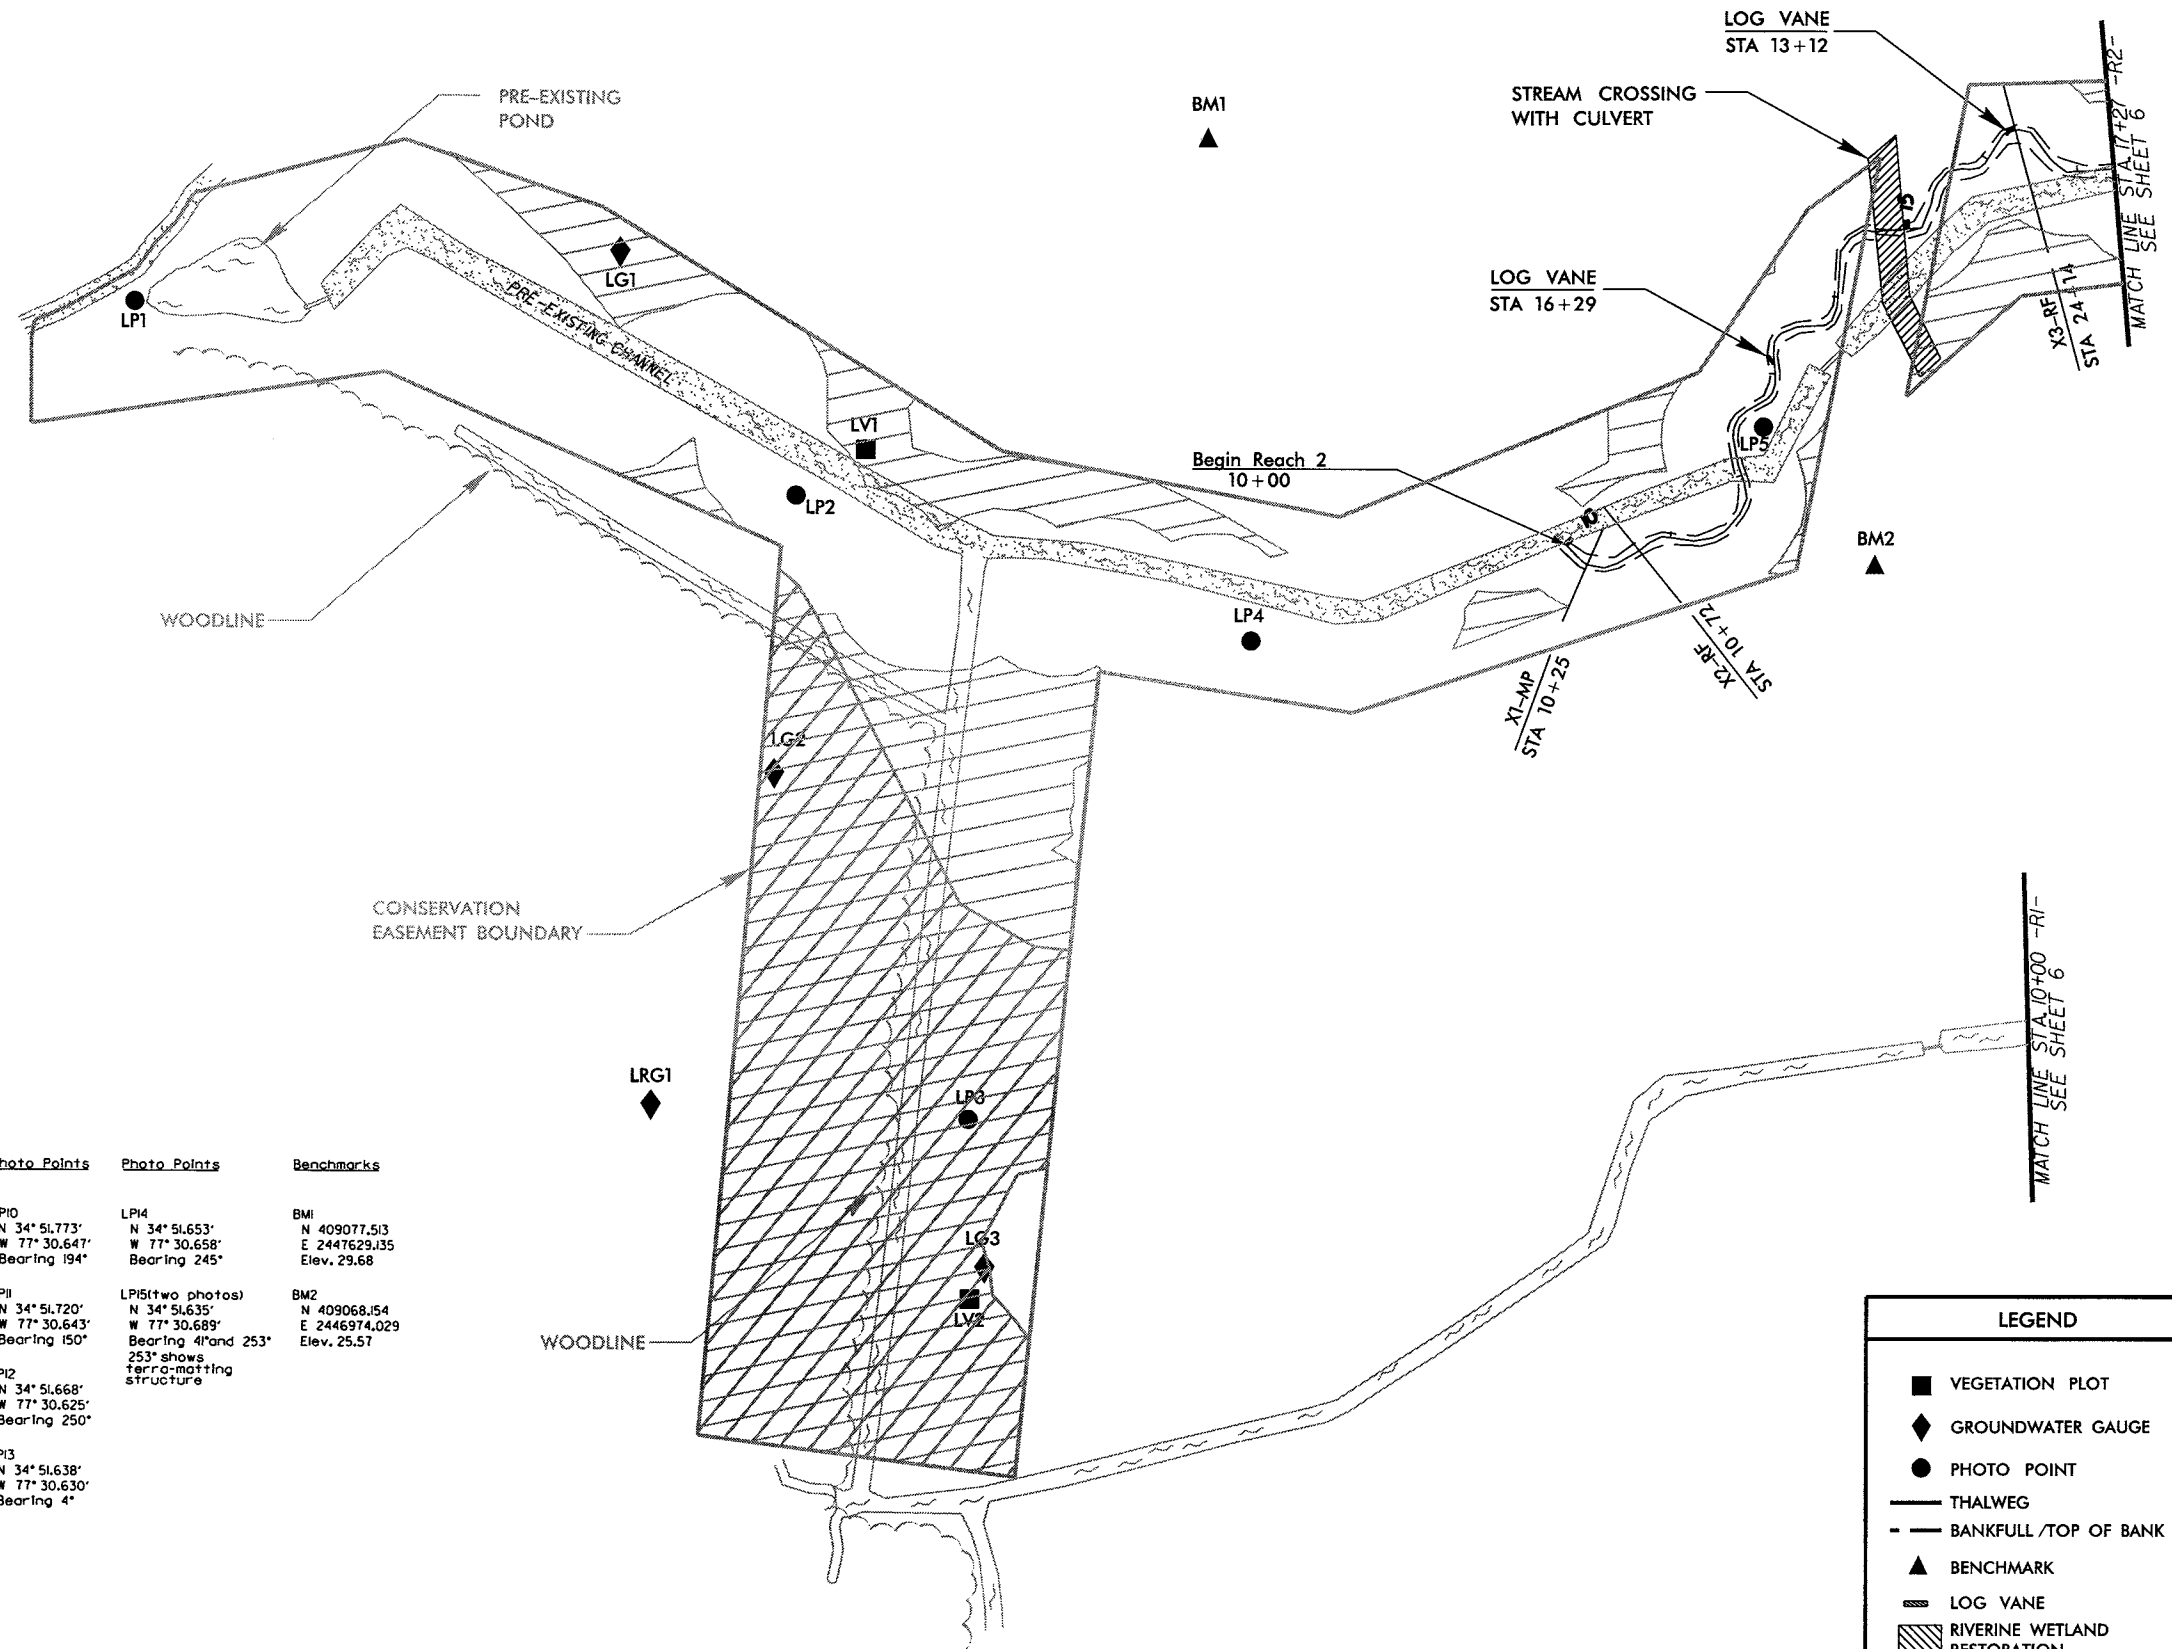 LOG VANE
STA 13+12
STREAM CROSSING
WITH CULVERT
PRE-EXISTING
POND
BM1
MATCH LINE STA.17+27 -R2-
SEE SHEET 6
LG1
LP1
PRE-EXISTING CHANNEL
15
LOG VANE
STA 16+29
X3-RF
STA 24+14
LV1
LP2
Begin Reach 2
10+00
10
LP5
BM2
WOODLINE
LP4
X1-MP
STA 10+25
X2-RF
STA 10+72
LG2
CONSERVATION
EASEMENT BOUNDARY
MATCH LINE STA.10+00 -R1-
SEE SHEET 6
LRG1
LP3
LG3
LV2
WOODLINE
hoto Points
P10
N 34°51.773'
W 77°30.647'
Bearing 194°
P11
N 34°51.720'
W 77°30.643'
Bearing 150°
P12
N 34°51.668'
W 77°30.625'
Bearing 250°
P13
N 34°51.638'
W 77°30.630'
Bearing 4°
Photo Points
LP14
N 34°51.653'
W 77°30.658'
Bearing 245°
LP15(two photos)
N 34°51.635'
W 77°30.689'
Bearing 41°and 253°
253° shows
terra-matting
structure
Benchmarks
BM1
N 409077.513
E 2447629.135
Elev. 29.68
BM2
N 409068.154
E 2446974.029
Elev. 25.57
LEGEND
VEGETATION PLOT
GROUNDWATER GAUGE
PHOTO POINT
THALWEG
BANKFULL /TOP OF BANK
BENCHMARK
LOG VANE
RIVERINE WETLAND
RESTORATION